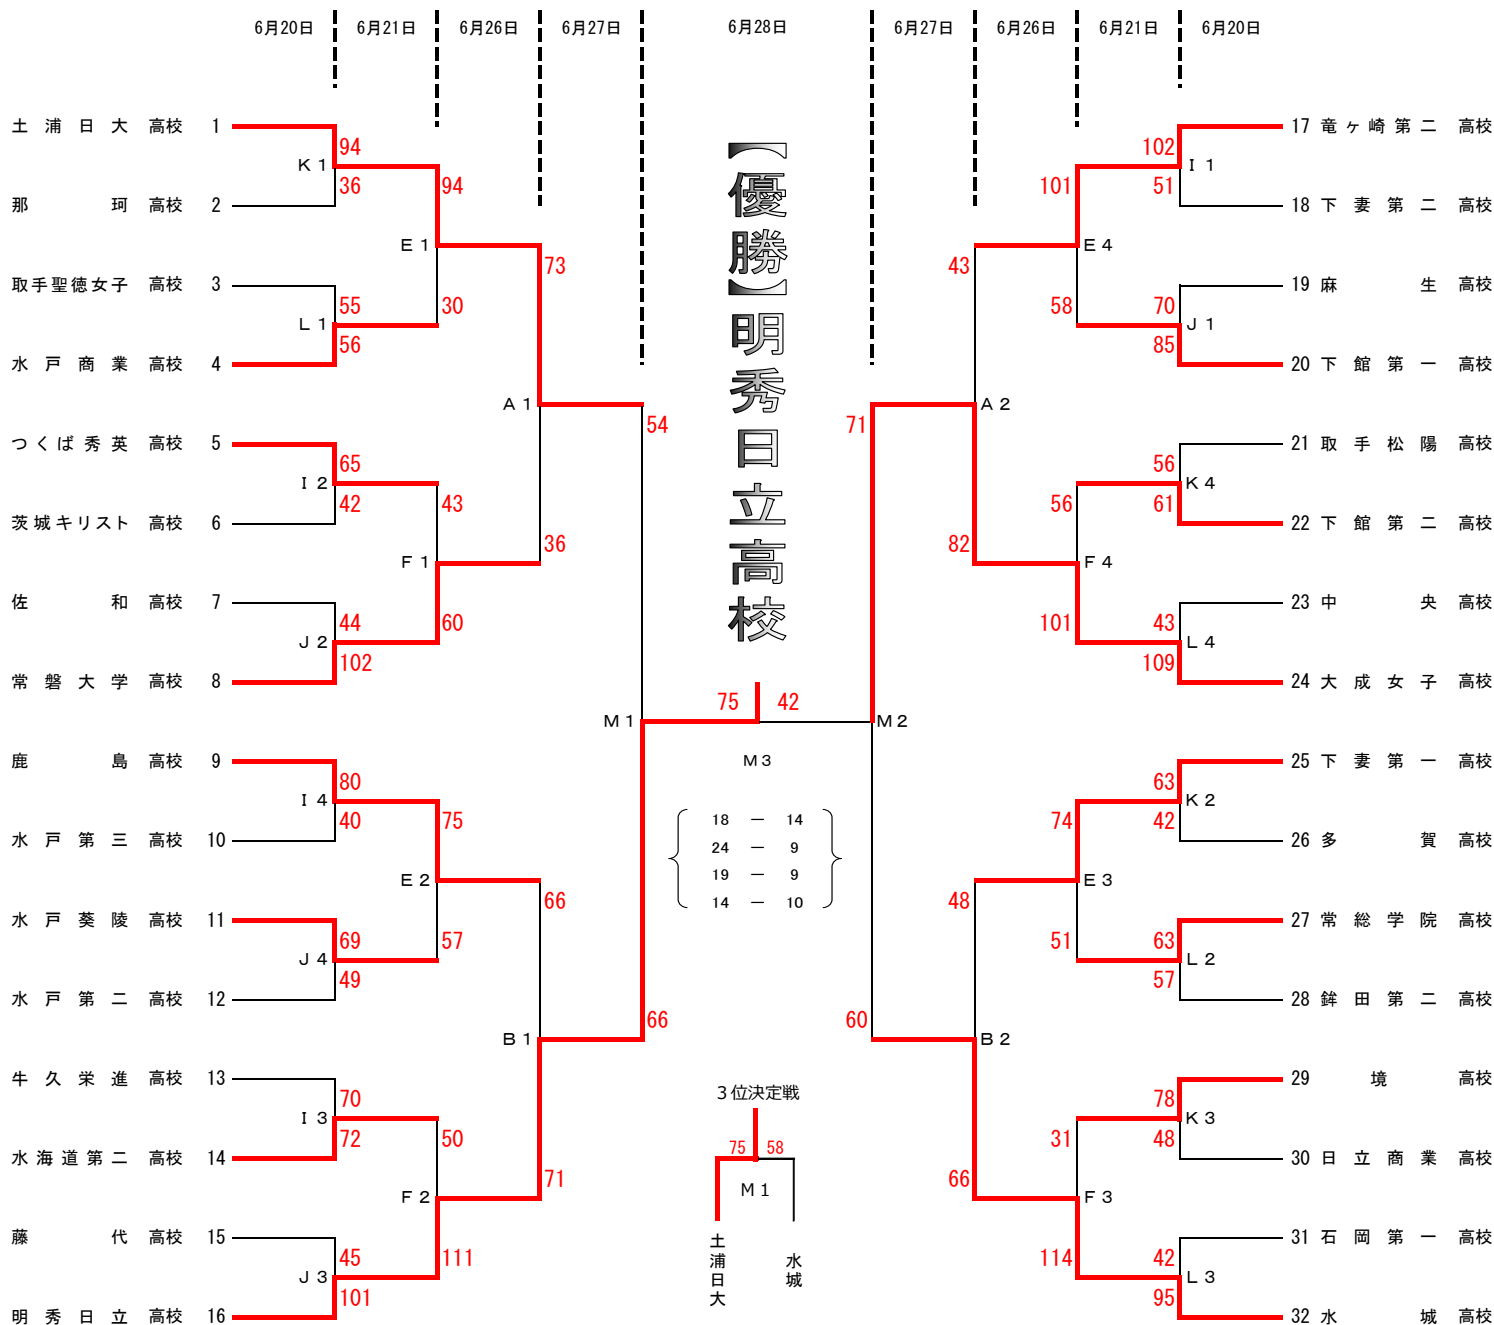 6月20日 6月21日 6月26日 6月27日 6月28日 6月27日 6月26日 6月21日 6月20日
【優勝】明秀日立高校
土浦日大 高校 1
K1 94
36
94
那珂 高校 2
E1
73
取手聖徳女子 高校 3
L1 55
56
30
水戸商業 高校 4
A1
54
つくば秀英 高校 5
I2 65
42
43
茨城キリスト 高校 6
F1
36
佐和 高校 7
J2 44
102
60
常磐大学 高校 8
M1
鹿島 高校 9
I4 80
40
75
水戸第三 高校 10
E2
66
水戸葵陵 高校 11
J4 69
49
57
水戸第二 高校 12
B1
66
牛久栄進 高校 13
I3 70
72
50
水海道第二 高校 14
F2
71
藤代 高校 15
J3 45
101
111
明秀日立 高校 16
75 42
M3
18 ー 14
24 ー 9
19 ー 9
14 ー 10
3位決定戦
75 58
M1
土浦日大
水城
17 竜ヶ崎第二 高校
102 I1
51
101
18 下妻第二 高校
E4
43
19 麻生 高校
70 J1
85
58
20 下館第一 高校
A2
71
21 取手松陽 高校
56 K4
61
56
22 下館第二 高校
F4
82
23 中央 高校
43 L4
109
101
24 大成女子 高校
M2
25 下妻第一 高校
63 K2
42
74
26 多賀 高校
E3
48
27 常総学院 高校
63 L2
57
51
28 鉾田第二 高校
B2
60
29 境 高校
78 K3
48
31
30 日立商業 高校
F3
66
31 石岡第一 高校
42 L3
95
114
32 水城 高校